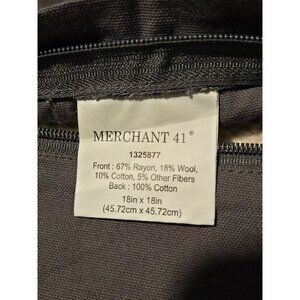 MERCHANT 41®
1325877
Front : 67% Rayon, 18% Wool,
10% Cotton, 5% Other Fibers
Back : 100% Cotton
18in x 18in
(45.72cm x 45.72cm)